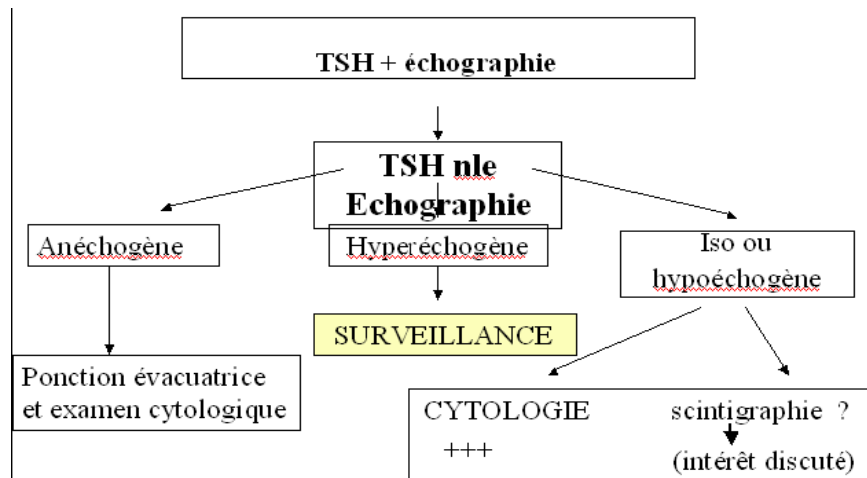 TSH + échographie
TSH nle
Echographie
Anéchogène
Hyperéchogène
Iso ou
hypoéchogène
SURVEILLANCE
Ponction évacuatrice
et examen cytologique
CYTOLOGIE
+++
scintigraphie ?
(intérêt discuté)